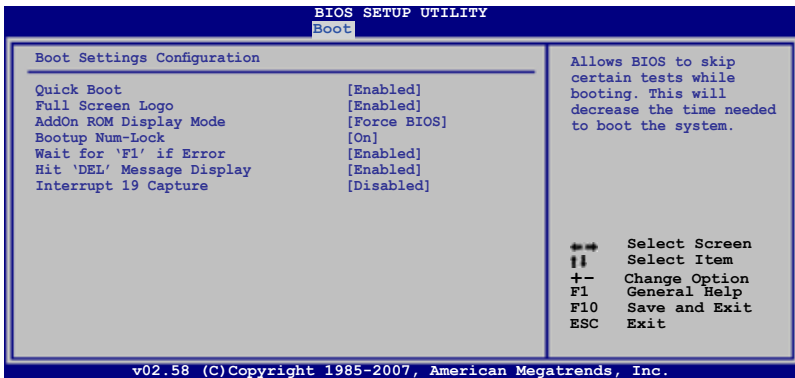 BIOS SETUP UTILITY
Boot
Boot Settings Configuration
Quick Boot [Enabled]
Full Screen Logo [Enabled]
AddOn ROM Display Mode [Force BIOS]
Bootup Num-Lock [On]
Wait for ‘F1’ if Error [Enabled]
Hit ‘DEL’ Message Display [Enabled]
Interrupt 19 Capture [Disabled]
Allows BIOS to skip
certain tests while
booting. This will
decrease the time needed
to boot the system.
←→ Select Screen
↑↓ Select Item
+- Change Option
F1 General Help
F10 Save and Exit
ESC Exit
v02.58 (C)Copyright 1985-2007, American Megatrends, Inc.